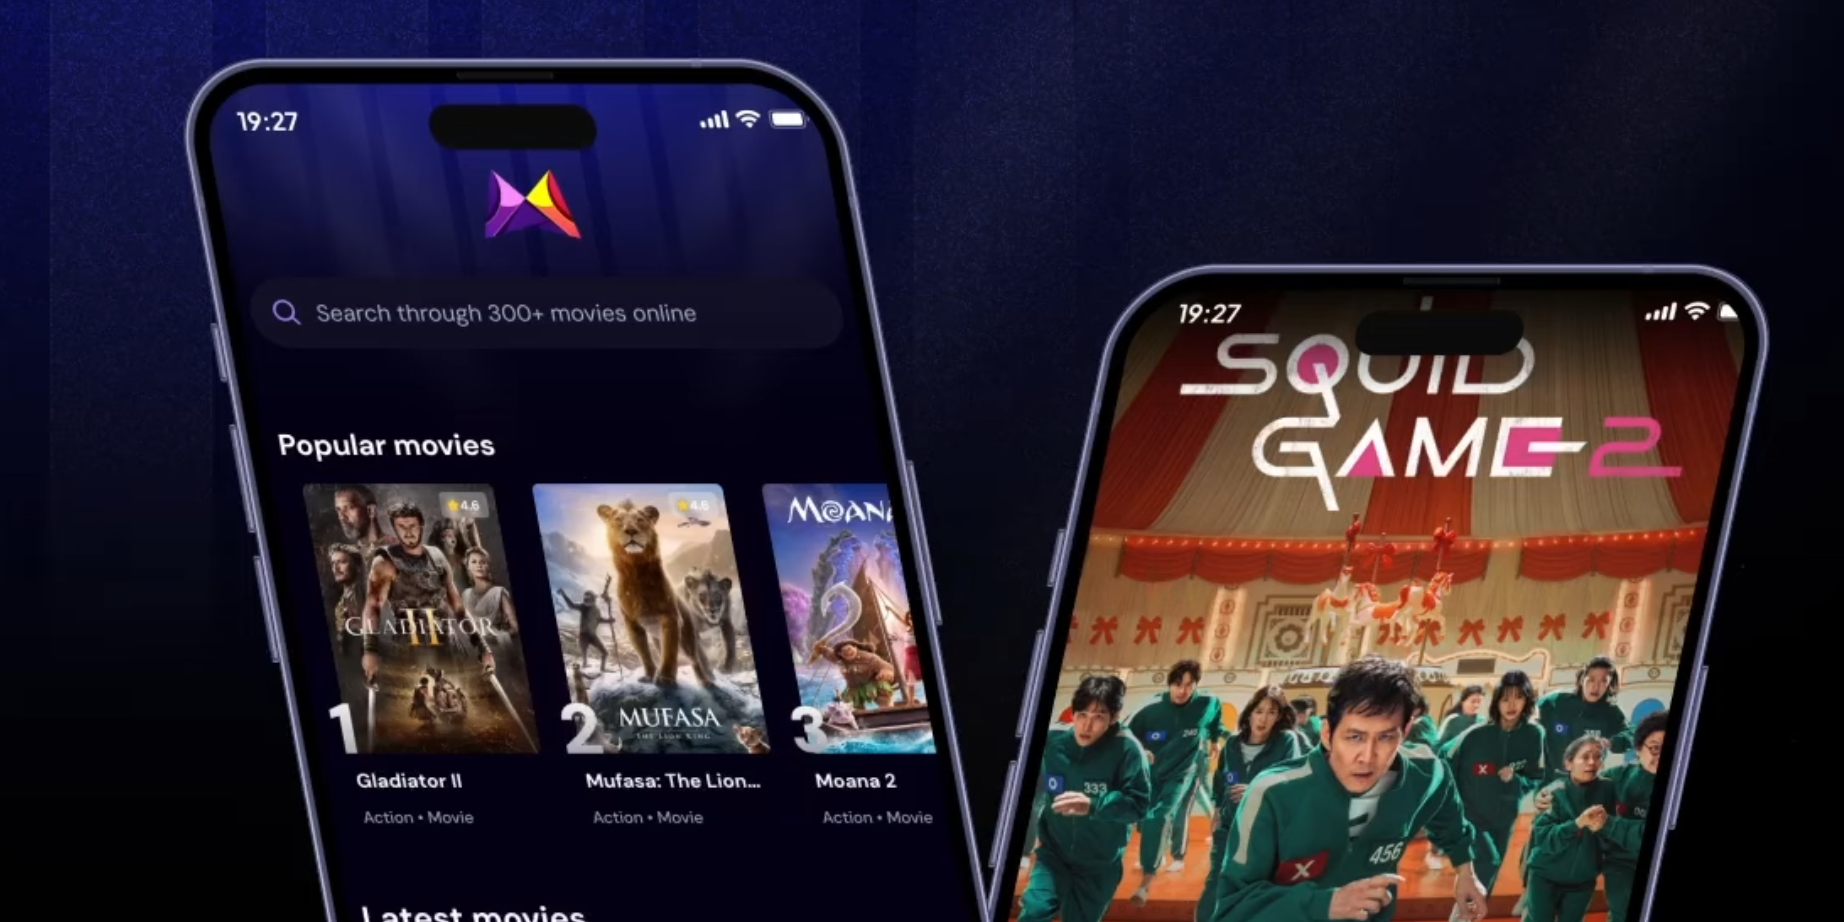 19:27
Search through 300+ movies online
Popular movies
4.6
4.6
MOANA
2
GLADIATOR
II
MUFASA
THE LION KING
1
2
3
Gladiator II
Mufasa: The Lion...
Moana 2
Action • Movie
Action • Movie
Action • Movie
Latest movies
19:27
SQUID
GAME 2
333
246
456
X
X